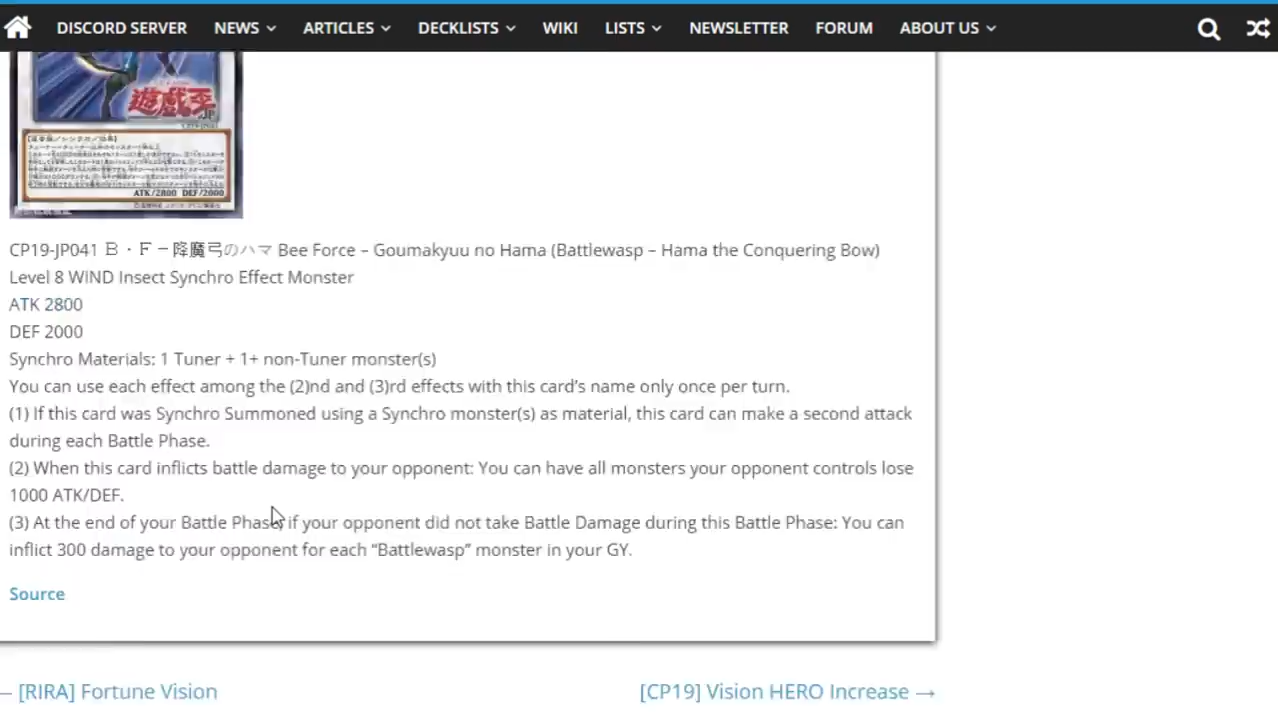 DISCORD SERVER NEWS ARTICLES DECKLISTS WIKI LISTS NEWSLETTER FORUM ABOUT US
遊戯王
ATK/2800 DEF/2000
CP19-JP041 B・F－降魔弓のハマ Bee Force – Goumakyuu no Hama (Battlewasp – Hama the Conquering Bow)
Level 8 WIND Insect Synchro Effect Monster
ATK 2800
DEF 2000
Synchro Materials: 1 Tuner + 1+ non-Tuner monster(s)
You can use each effect among the (2)nd and (3)rd effects with this card’s name only once per turn.
(1) If this card was Synchro Summoned using a Synchro monster(s) as material, this card can make a second attack
during each Battle Phase.
(2) When this card inflicts battle damage to your opponent: You can have all monsters your opponent controls lose
1000 ATK/DEF.
(3) At the end of your Battle Phase, if your opponent did not take Battle Damage during this Battle Phase: You can
inflict 300 damage to your opponent for each “Battlewasp” monster in your GY.
Source
← [RIRA] Fortune Vision
[CP19] Vision HERO Increase →